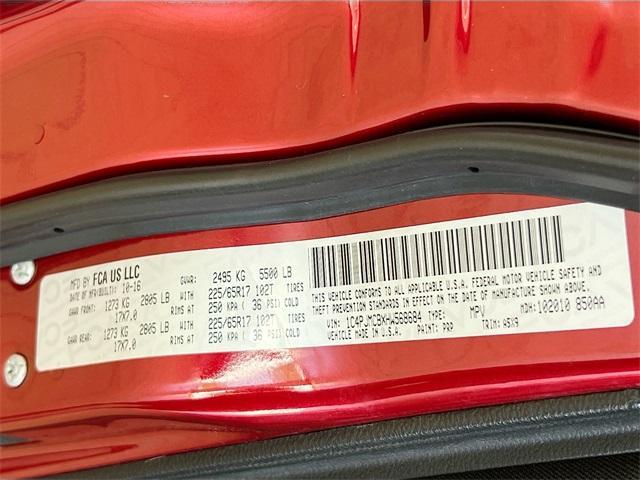 MFD BY FCA US LLC GVWR: 2495 KG 5500 LB
DATE OF MFR(BUILT): 10-16
GAWR FRONT: 1273 KG 2805 LB WITH 225/65R17 102T TIRES
17X7.0 RIMS AT 250 KPA ( 36 PSI) COLD
GAWR REAR: 1273 KG 2805 LB WITH 225/65R17 102T TIRES
17X7.0 RIMS AT 250 KPA ( 36 PSI) COLD
THIS VEHICLE CONFORMS TO ALL APPLICABLE U.S.A. FEDERAL MOTOR VEHICLE SAFETY AND
THEFT PREVENTION STANDARDS IN EFFECT ON THE DATE OF MANUFACTURE SHOWN ABOVE.
VIN: 1C4PJMCBXHW568684 MPV MDH: 102010 850AA
VEHICLE MADE IN U.S.A. PAINT: PRP TRIM: A5X9